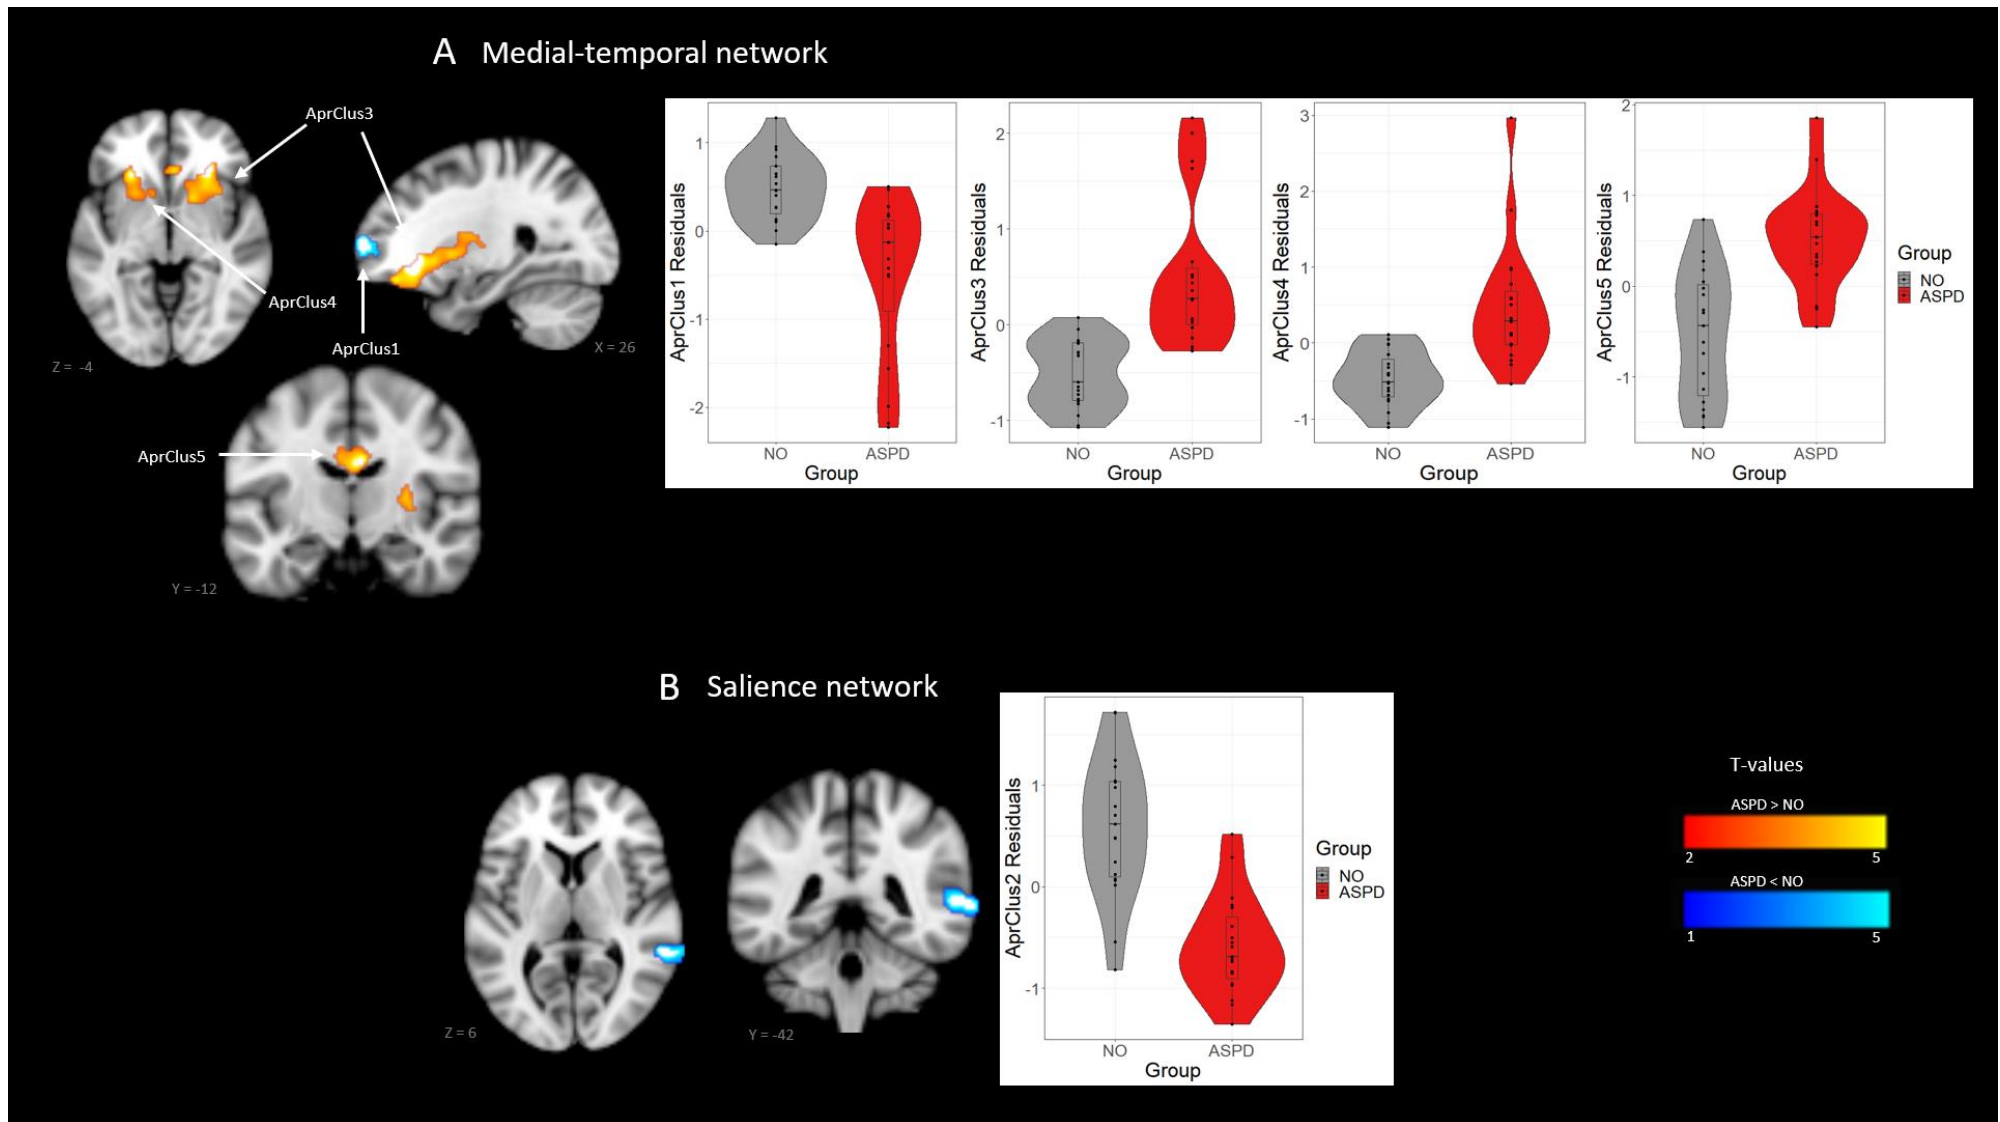 A Medial-temporal network
AprClus3
AprClus4
AprClus1
Z = -4
X = 26
AprClus5
Y = -12
AprClus1 Residuals
1
0
-1
-2
NO ASPD
Group
AprClus3 Residuals
2
1
0
-1
NO ASPD
Group
AprClus4 Residuals
3
2
1
0
-1
NO ASPD
Group
AprClus5 Residuals
2
1
0
-1
NO ASPD
Group
Group
NO
ASPD
B Salience network
Z = 6
Y = -42
AprClus2 Residuals
1
0
-1
NO ASPD
Group
Group
NO
ASPD
T-values
ASPD > NO
2 5
ASPD < NO
1 5